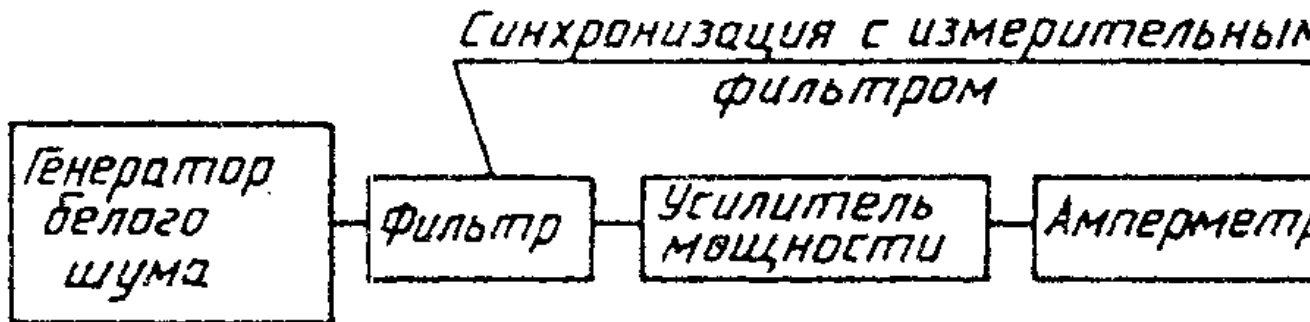 Синхронизация с измерительным
фильтром
Генератор
белого
шума
Фильтр
Усилитель
мощности
Амперметр